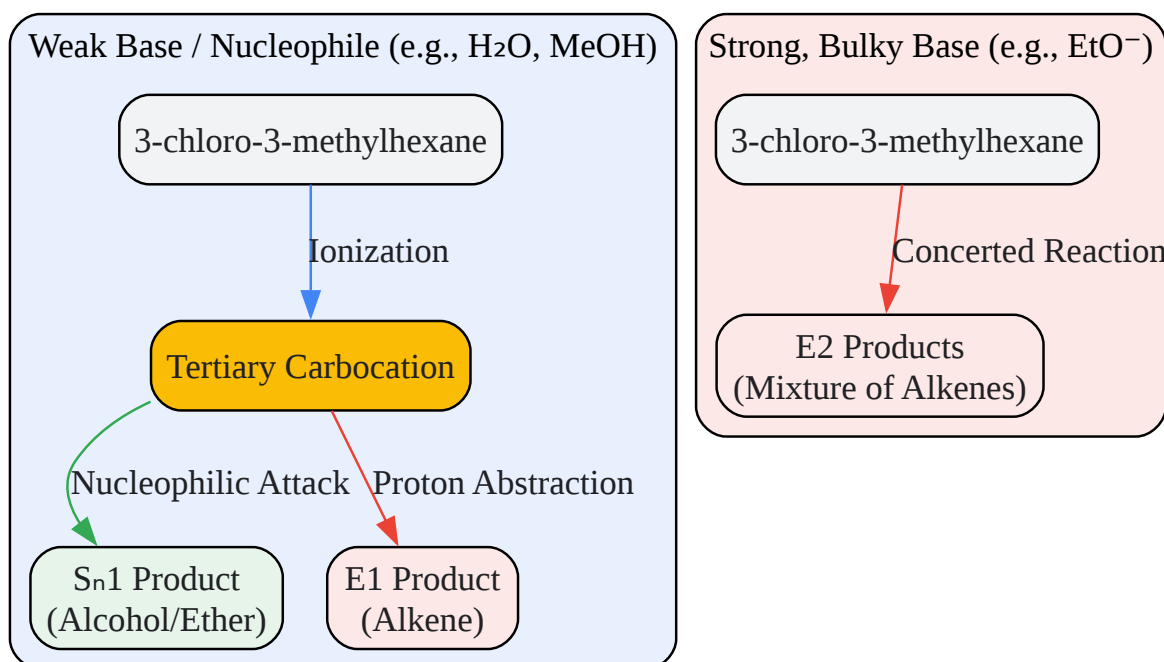 Weak Base / Nucleophile (e.g., H₂O, MeOH)
3-chloro-3-methylhexane
Ionization
Tertiary Carbocation
Nucleophilic Attack
Proton Abstraction
Sₙ1 Product
(Alcohol/Ether)
E1 Product
(Alkene)
Strong, Bulky Base (e.g., EtO⁻)
3-chloro-3-methylhexane
Concerted Reaction
E2 Products
(Mixture of Alkenes)